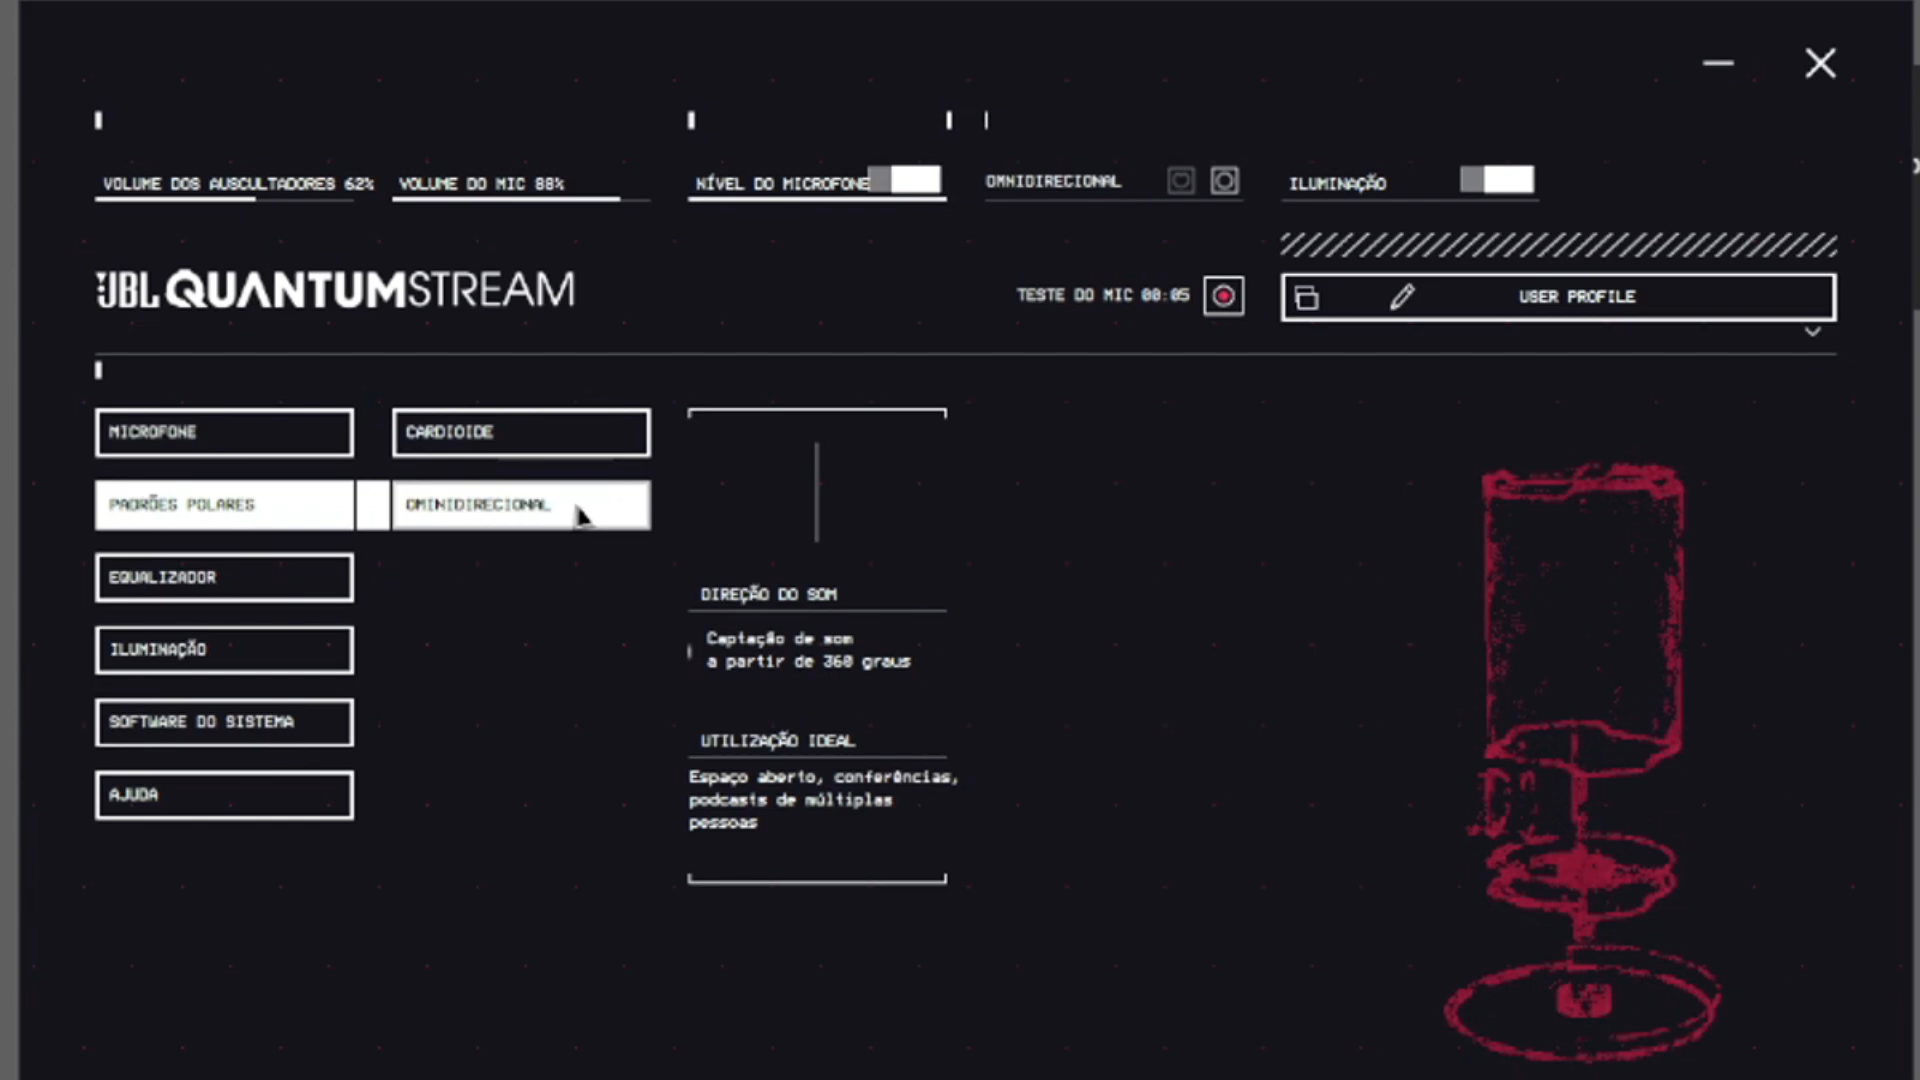 VOLUME DOS AUSCULTADORES 62%
VOLUME DO MIC 88%
NÍVEL DO MICROFONE
OMNIDIRECIONAL
ILUMINAÇÃO
JBL QUANTUMSTREAM
TESTE DO MIC 00:05
USER PROFILE
MICROFONE
CARDIOIDE
PADRÕES POLARES
OMINIDIRECIONAL
EQUALIZADOR
ILUMINAÇÃO
SOFTWARE DO SISTEMA
AJUDA
DIREÇÃO DO SOM
Captação de som
a partir de 360 graus
UTILIZAÇÃO IDEAL
Espaço aberto, conferências,
podcasts de múltiplas
pessoas